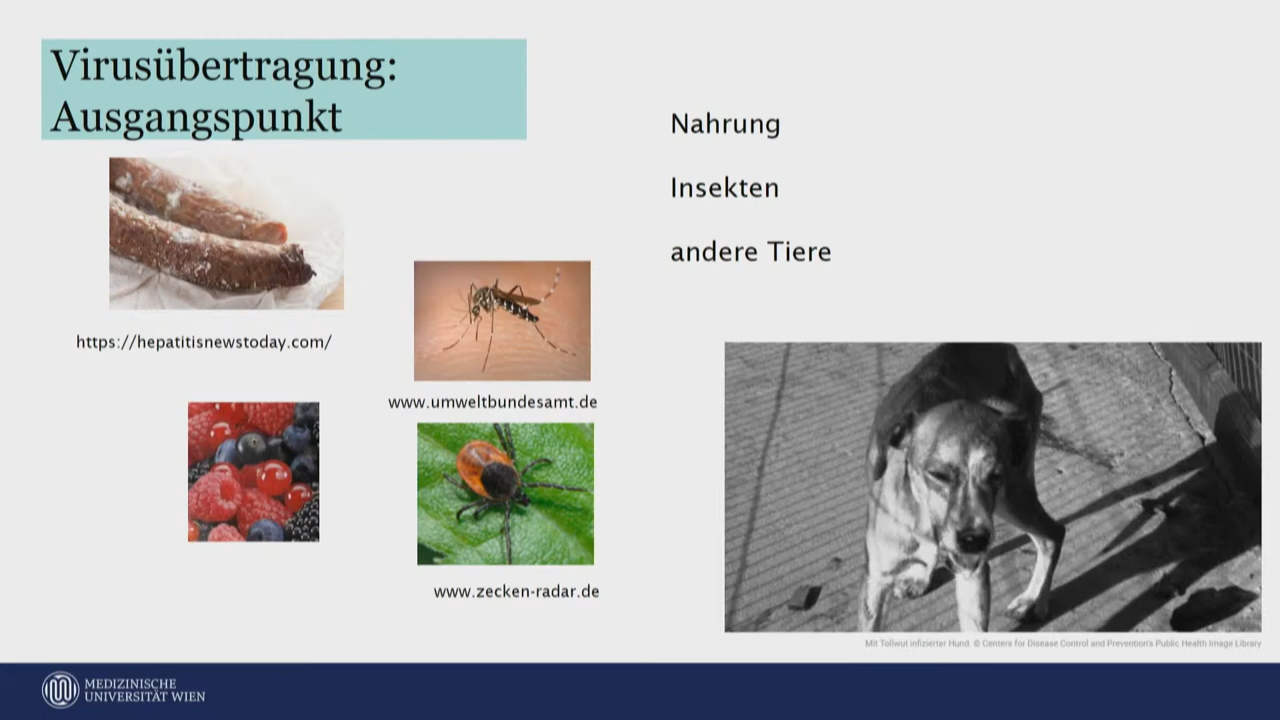 Virusübertragung:
Ausgangspunkt
Nahrung
Insekten
andere Tiere
https://hepatitisnewstoday.com/
www.umweltbundesamt.de
www.zecken-radar.de
Mit Tollwut infizierter Hund. © Centers for Disease Control and Prevention's Public Health Image Library
MEDIZINISCHE
UNIVERSITÄT WIEN